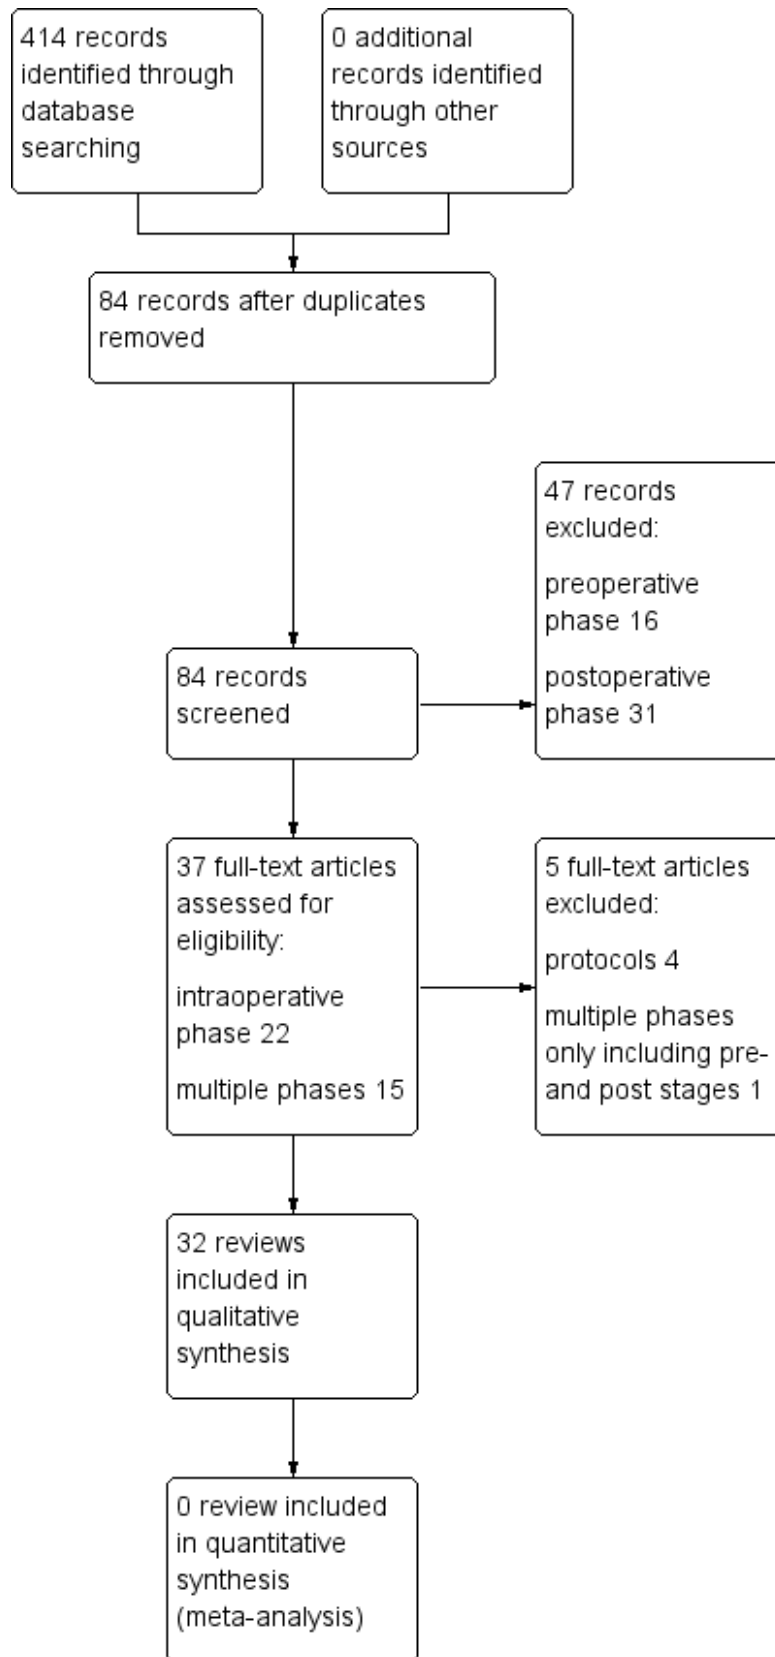 414 records
identified through
database
searching
0 additional
records identified
through other
sources
84 records after duplicates
removed
47 records
excluded:
preoperative
phase 16
postoperative
phase 31
84 records
screened
37 full-text articles
assessed for
eligibility:
intraoperative
phase 22
multiple phases 15
5 full-text articles
excluded:
protocols 4
multiple phases
only including pre-
and post stages 1
32 reviews
included in
qualitative
synthesis
0 review included
in quantitative
synthesis
(meta-analysis)